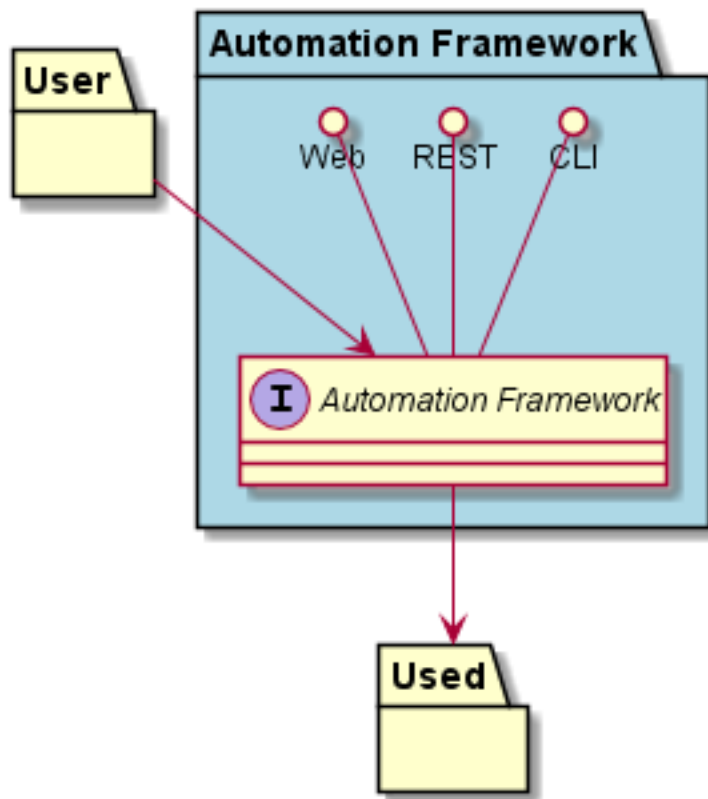 Automation Framework
User
Web
REST
CLI
I
Automation Framework
Used